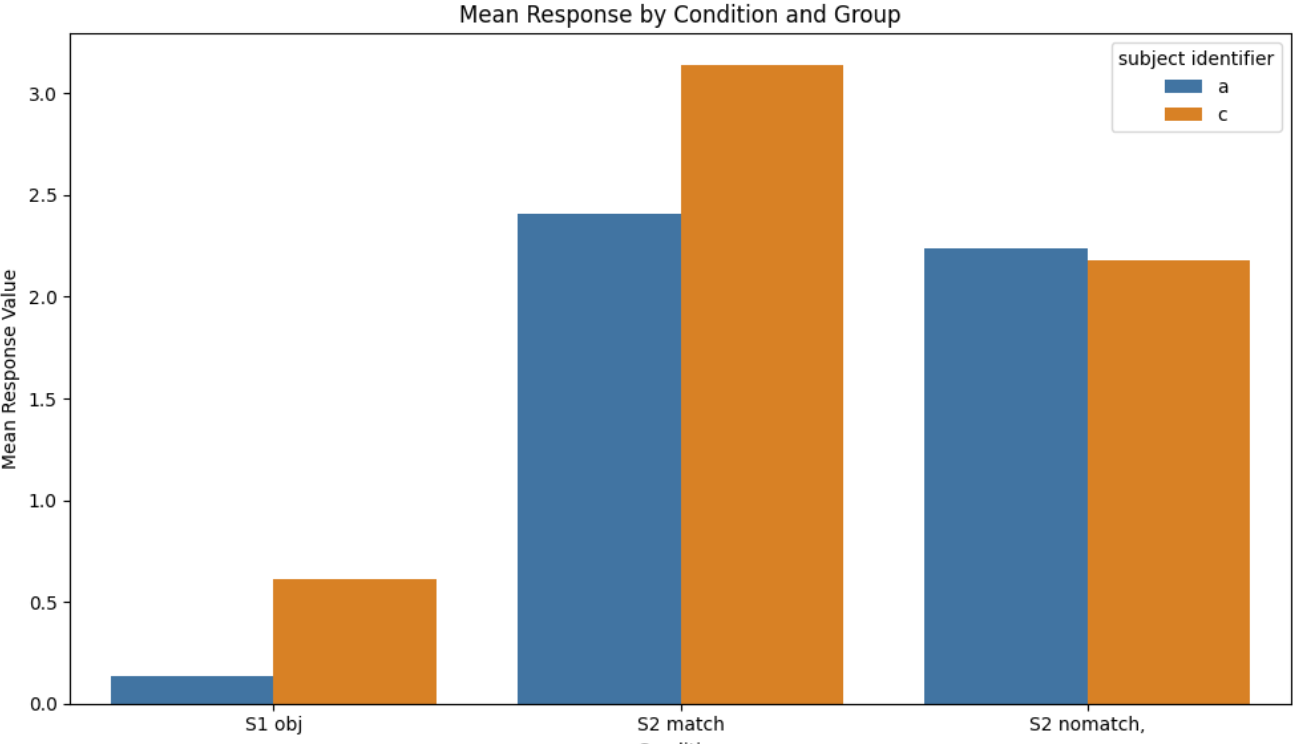 Mean Response by Condition and Group
subject identifier
a
c
Mean Response Value
3.0
2.5
2.0
1.5
1.0
0.5
0.0
S1 obj
S2 match
S2 nomatch,